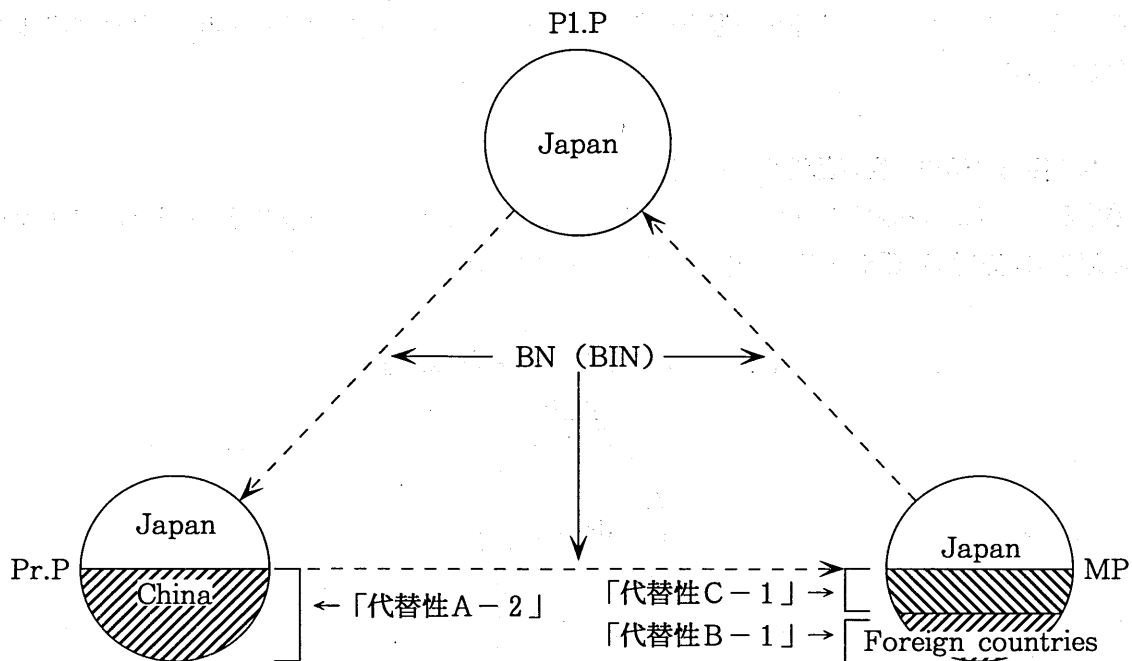 P1.P
Japan
BN（BIN）
Japan
Japan
Pr.P
MP
China
←「代替性A－2」
「代替性C－1」→
「代替性B－1」→
Foreign countries